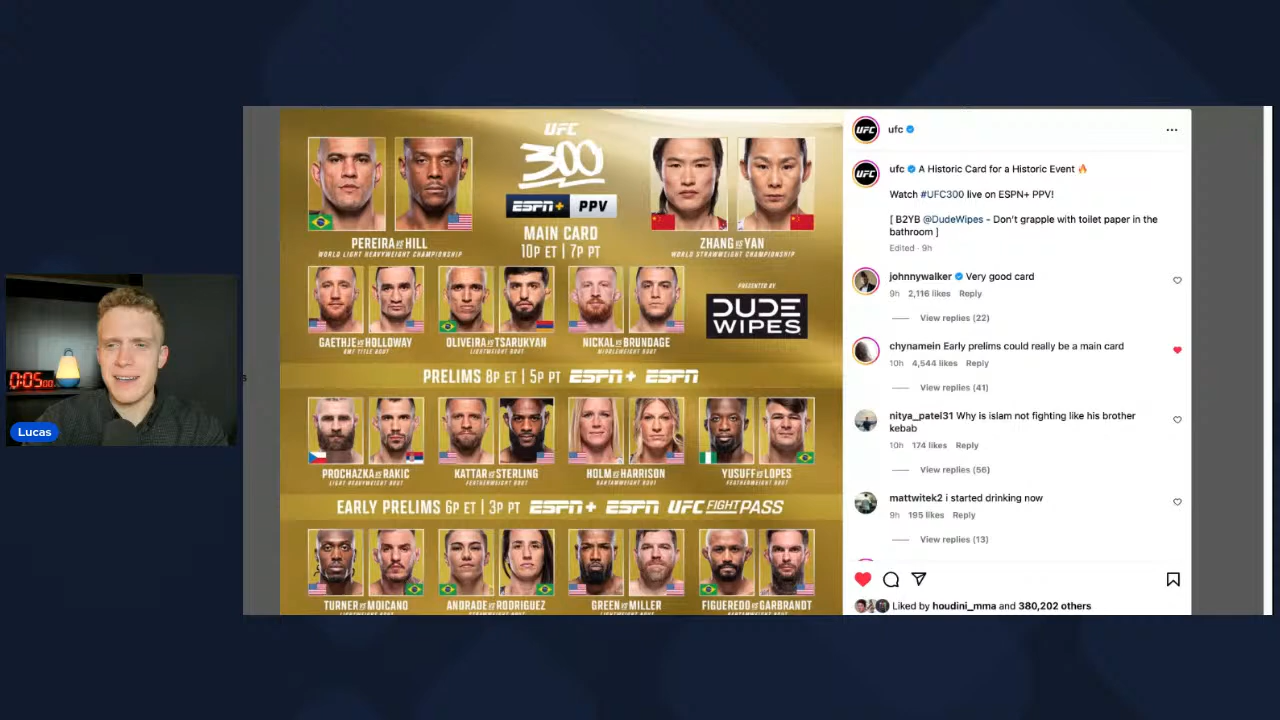 UFC
300
ESPN+ PPV
MAIN CARD
10P ET | 7P PT
PEREIRA VS HILL
WORLD LIGHT HEAVYWEIGHT CHAMPIONSHIP
ZHANG VS YAN
WORLD STRAWWEIGHT CHAMPIONSHIP
GAETHJE VS HOLLOWAY
BMF TITLE BOUT
OLIVEIRA VS TSARUKYAN
LIGHTWEIGHT BOUT
NICKAL VS BRUNDAGE
MIDDLEWEIGHT BOUT
PRESENTED BY
DUDE
WIPES
PRELIMS 8P ET | 5P PT ESPN+ ESPN
PROCHAZKA VS RAKIC
LIGHT HEAVYWEIGHT BOUT
KATTAR VS STERLING
FEATHERWEIGHT BOUT
HOLM VS HARRISON
BANTAMWEIGHT BOUT
YUSUFF VS LOPES
FEATHERWEIGHT BOUT
EARLY PRELIMS 6P ET | 3P PT ESPN+ ESPN UFC FIGHT PASS
TURNER VS MOICANO
LIGHTWEIGHT BOUT
ANDRADE VS RODRIGUEZ
GREEN VS MILLER
LIGHTWEIGHT BOUT
FIGUEREDO VS GARBRANDT
BANTAMWEIGHT BOUT
UFC
ufc
UFC
ufc A Historic Card for a Historic Event
Watch #UFC300 live on ESPN+ PPV!
[ B2YB @DudeWipes - Don't grapple with toilet paper in the
bathroom ]
Edited · 9h
johnnywalker Very good card
9h 2,116 likes Reply
View replies (22)
chynamein Early prelims could really be a main card
10h 4,544 likes Reply
View replies (41)
nitya_patel31 Why is islam not fighting like his brother
kebab
10h 174 likes Reply
View replies (56)
mattwitek2 i started drinking now
9h 195 likes Reply
View replies (13)
Liked by houdini_mma and 380,202 others
0:05 00
Lucas
s